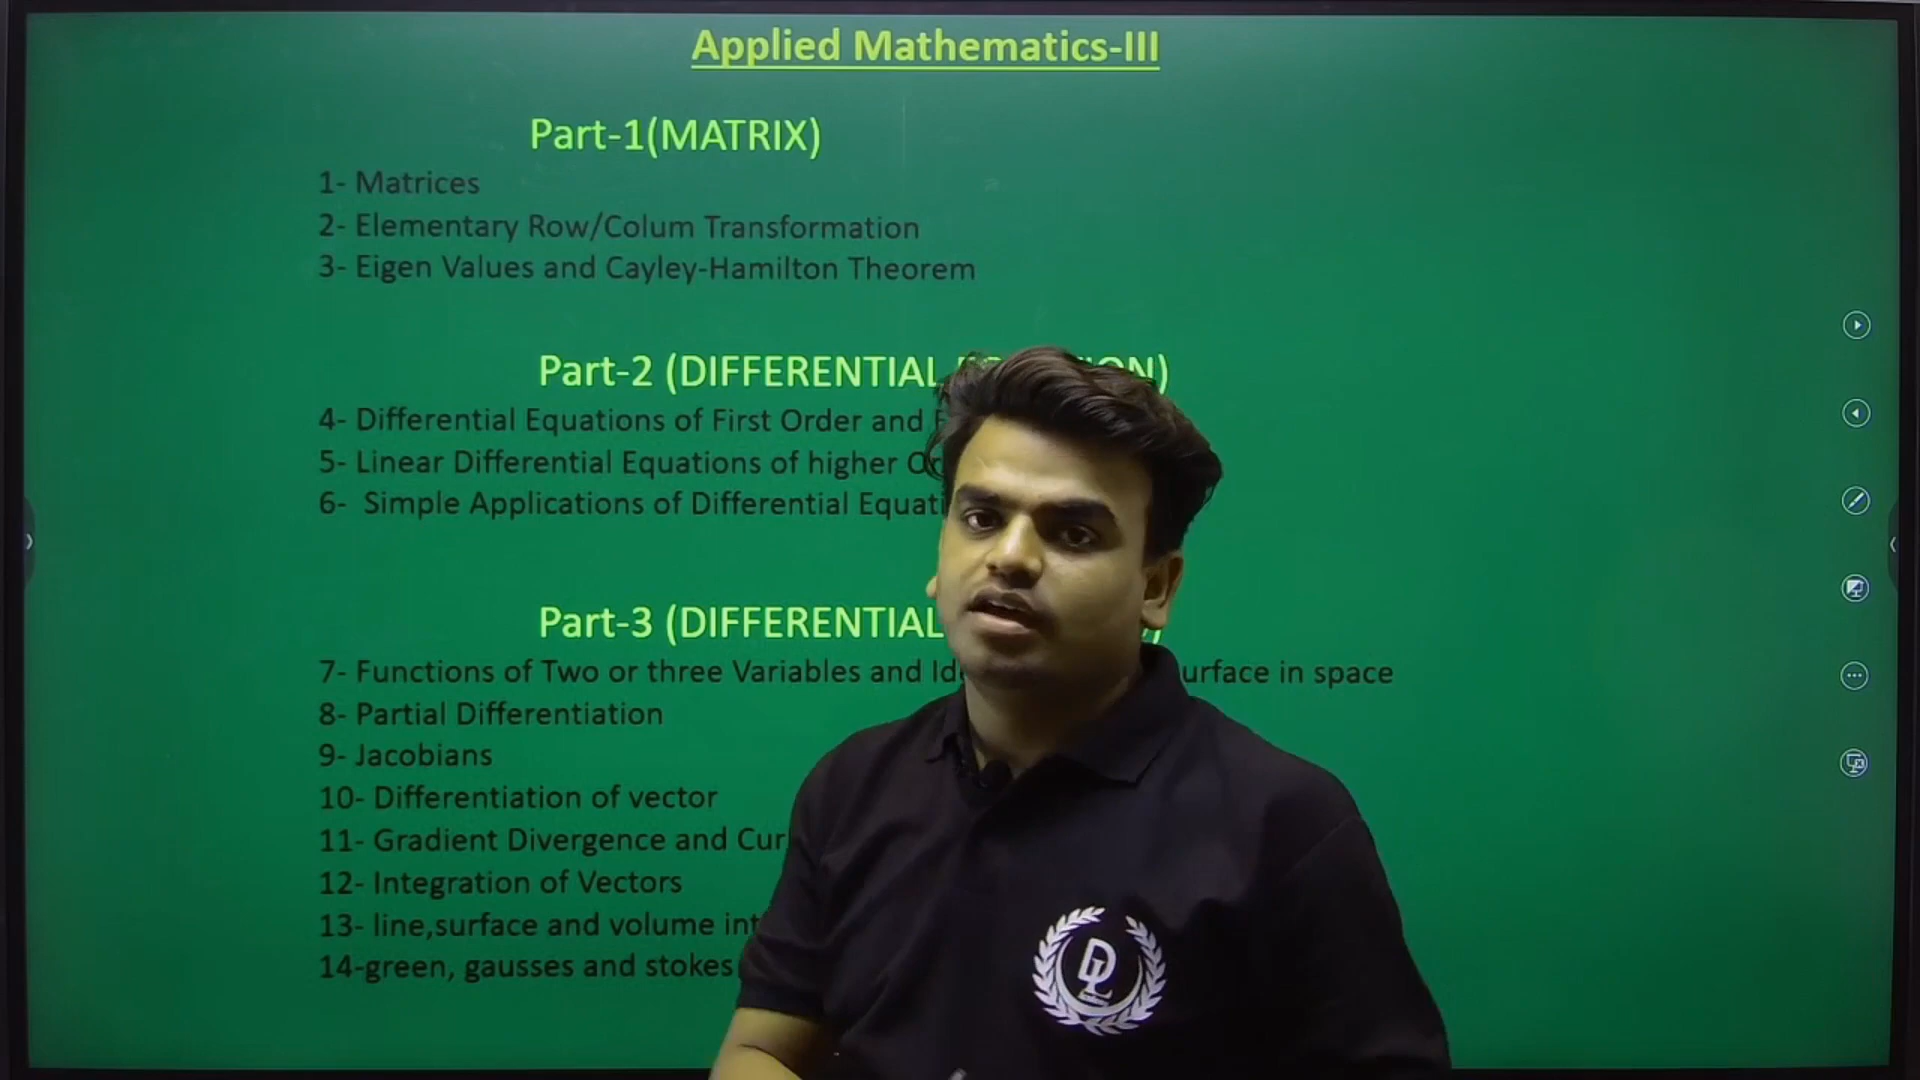 Applied Mathematics-III
Part-1(MATRIX)
1- Matrices
2- Elementary Row/Colum Transformation
3- Eigen Values and Cayley-Hamilton Theorem
Part-2 (DIFFERENTIAL
4- Differential Equations of First Order and
5- Linear Differential Equations of higher
6- Simple Applications of Differential
Part-3 (DIFFERENTIAL
7- Functions of Two or three Variables and in space
8- Partial Differentiation
9- Jacobians
10- Differentiation of vector
11- Gradient Divergence and
12- Integration of Vectors
13- line,surface and volume
14-green, gausses and stokes
DL